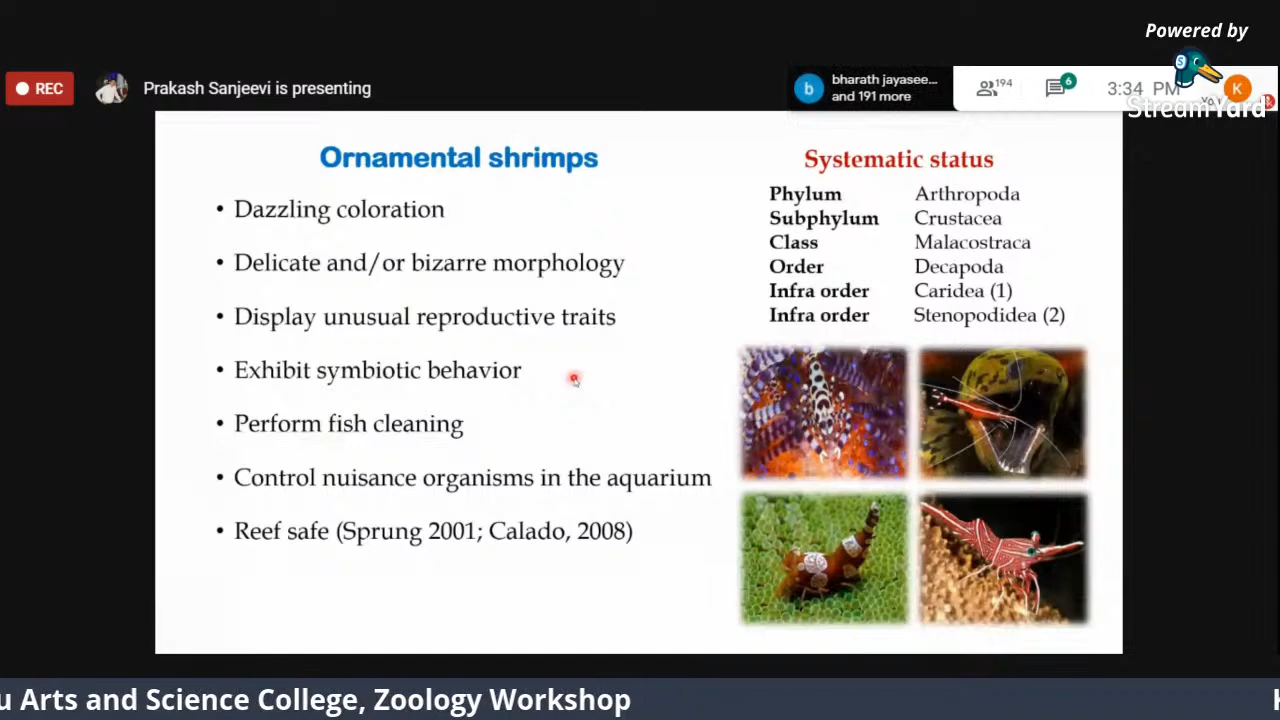 Powered by
REC
Prakash Sanjeevi is presenting
bharath jayasee...
and 191 more
194
6
3:34 PM
You
K
b
S
StreamYard
Ornamental shrimps
• Dazzling coloration
• Delicate and/or bizarre morphology
• Display unusual reproductive traits
• Exhibit symbiotic behavior
• Perform fish cleaning
• Control nuisance organisms in the aquarium
• Reef safe (Sprung 2001; Calado, 2008)
Systematic status
Phylum Arthropoda
Subphylum Crustacea
Class Malacostraca
Order Decapoda
Infra order Caridea (1)
Infra order Stenopodidea (2)
u Arts and Science College, Zoology Workshop